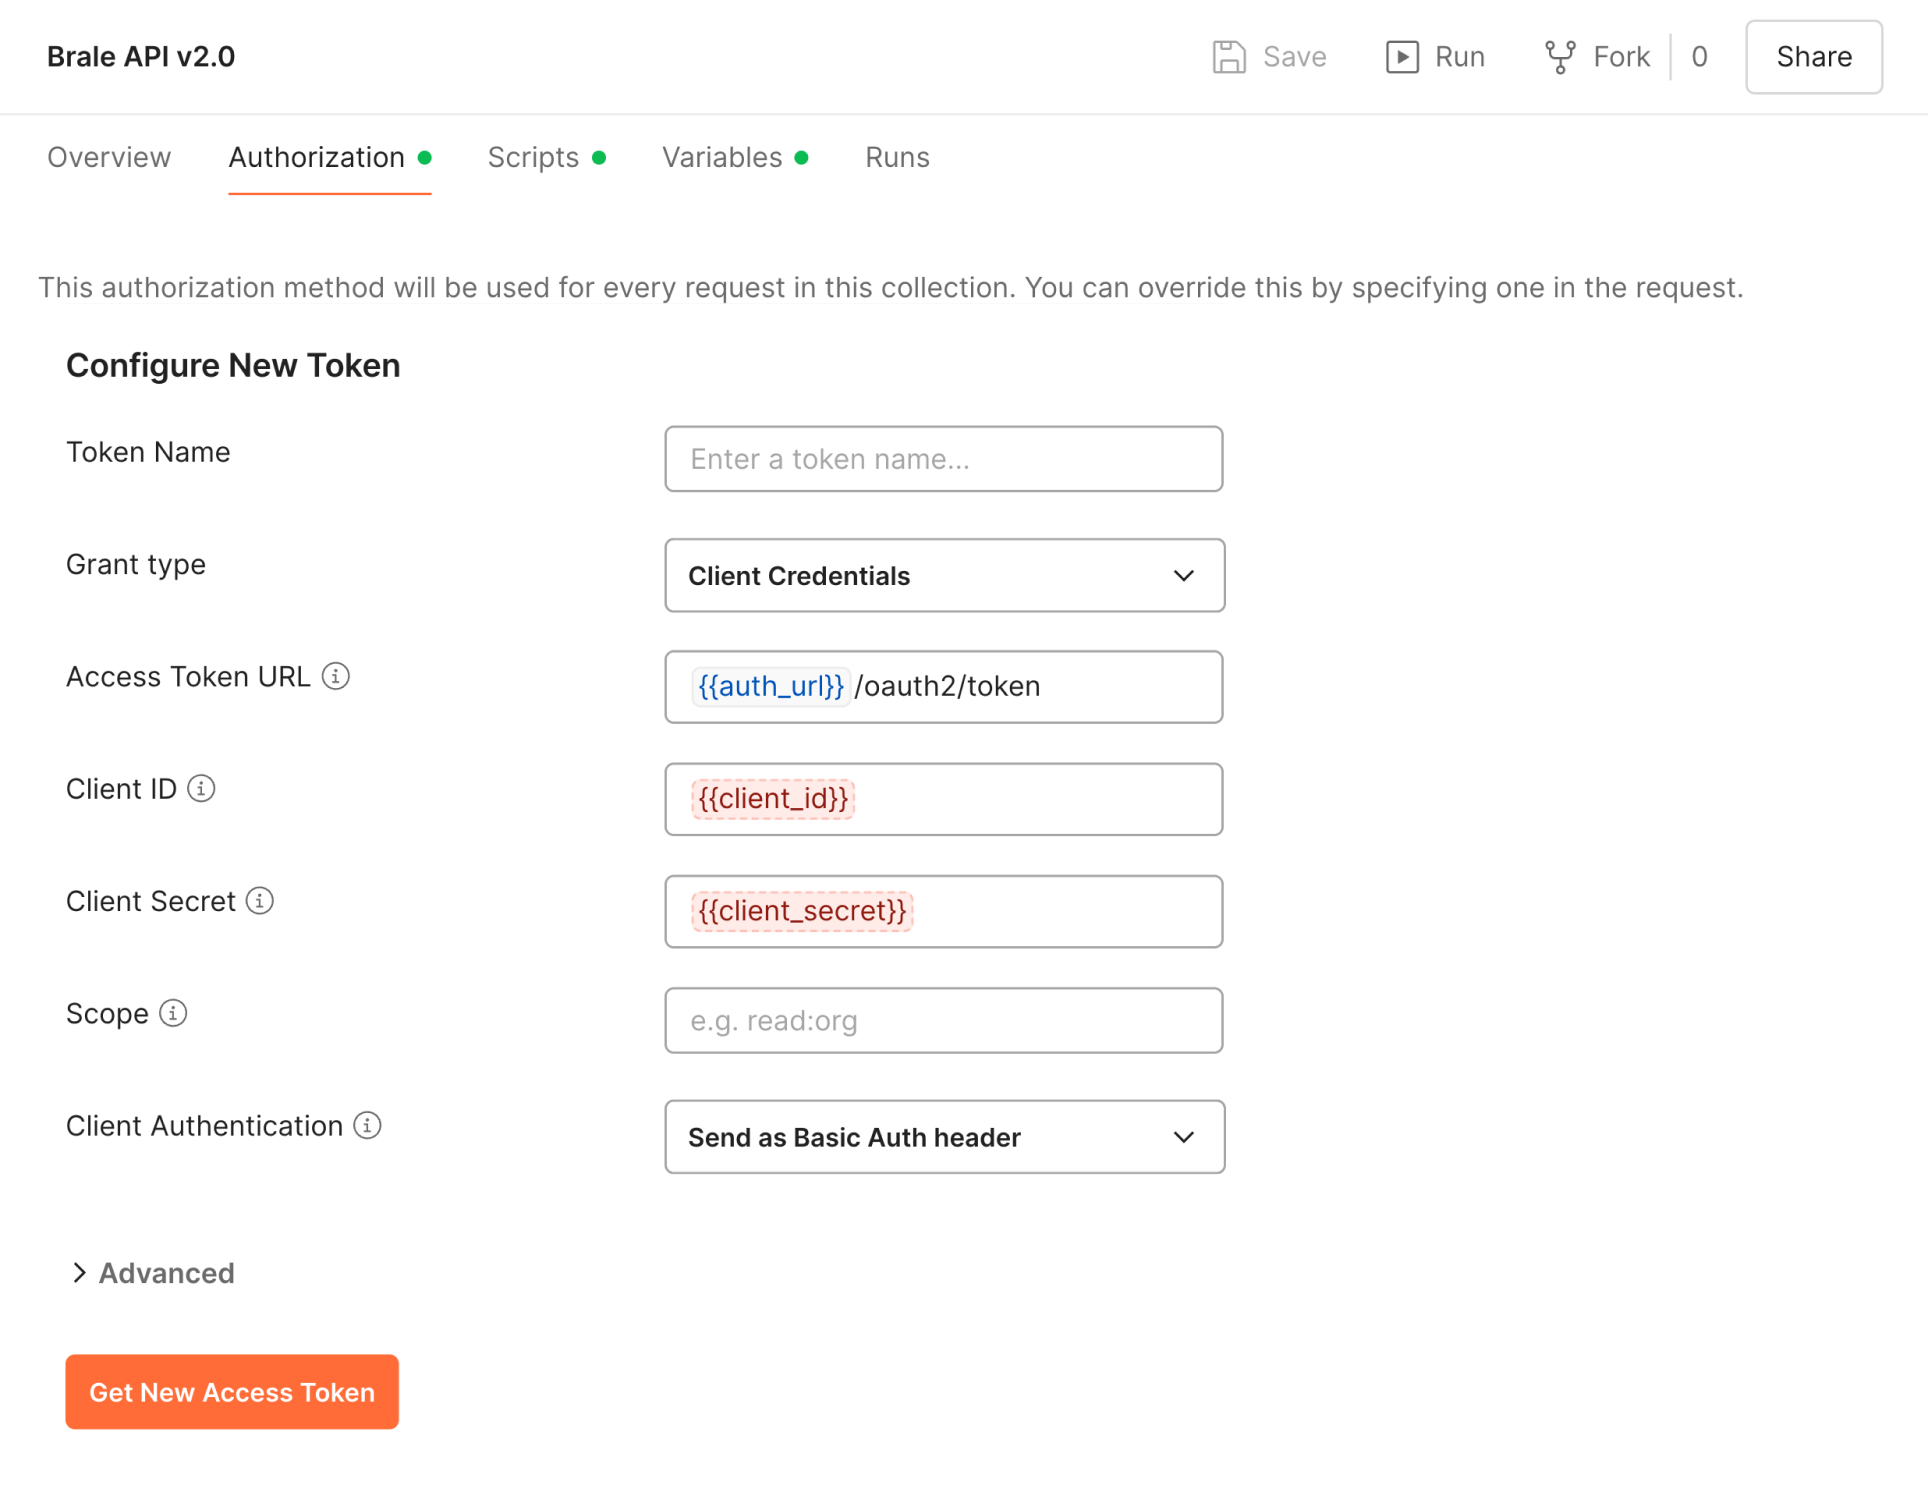 Brale API v2.0
Save
Run
Fork
0
Share
Overview
Authorization
Scripts
Variables
Runs
This authorization method will be used for every request in this collection. You can override this by specifying one in the request.
Configure New Token
Token Name
Enter a token name...
Grant type
Client Credentials
Access Token URL
{{auth_url}}/oauth2/token
Client ID
{{client_id}}
Client Secret
{{client_secret}}
Scope
e.g. read:org
Client Authentication
Send as Basic Auth header
Advanced
Get New Access Token